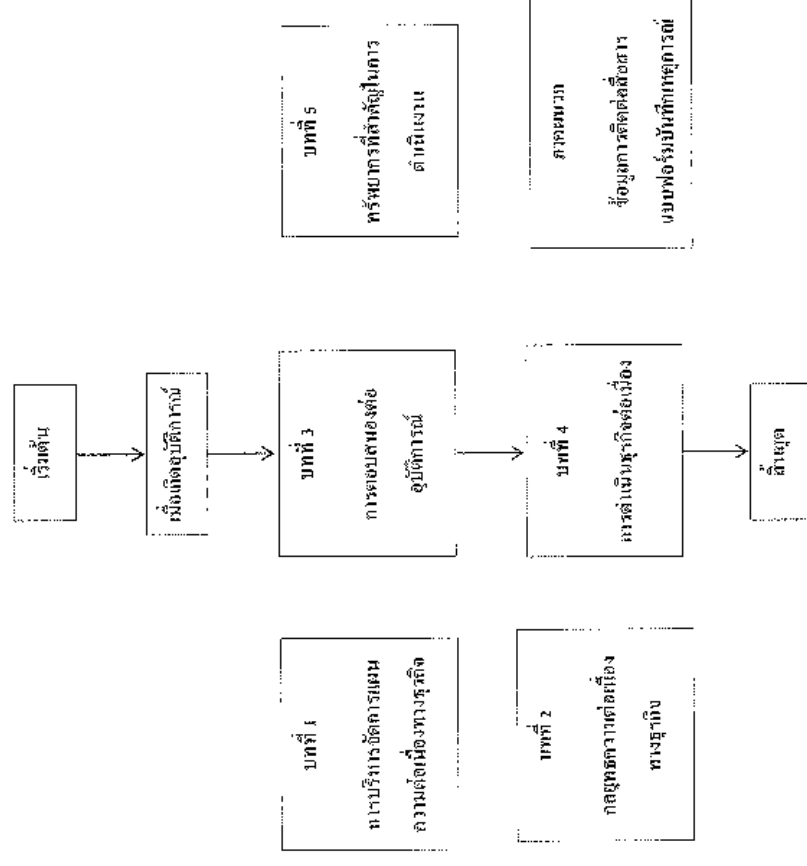 เริ่มต้น
เมื่อเกิดอุบัติการณ์
บทที่ 1
การบริหารจัดการแผน
ความต่อเนื่องทางธุรกิจ
บทที่ 3
การตอบสนองต่อ
อุบัติการณ์
บทที่ 5
ทรัพยากรที่สำคัญในการ
ดำเนินงาน
บทที่ 2
กลยุทธความต่อเนื่อง
ทางธุรกิจ
บทที่ 4
การดำเนินธุรกิจต่อเนื่อง
ภาคผนวก
ข้อมูลการติดต่อสื่อสาร
แบบฟอร์มบันทึกเหตุการณ์
สิ้นสุด